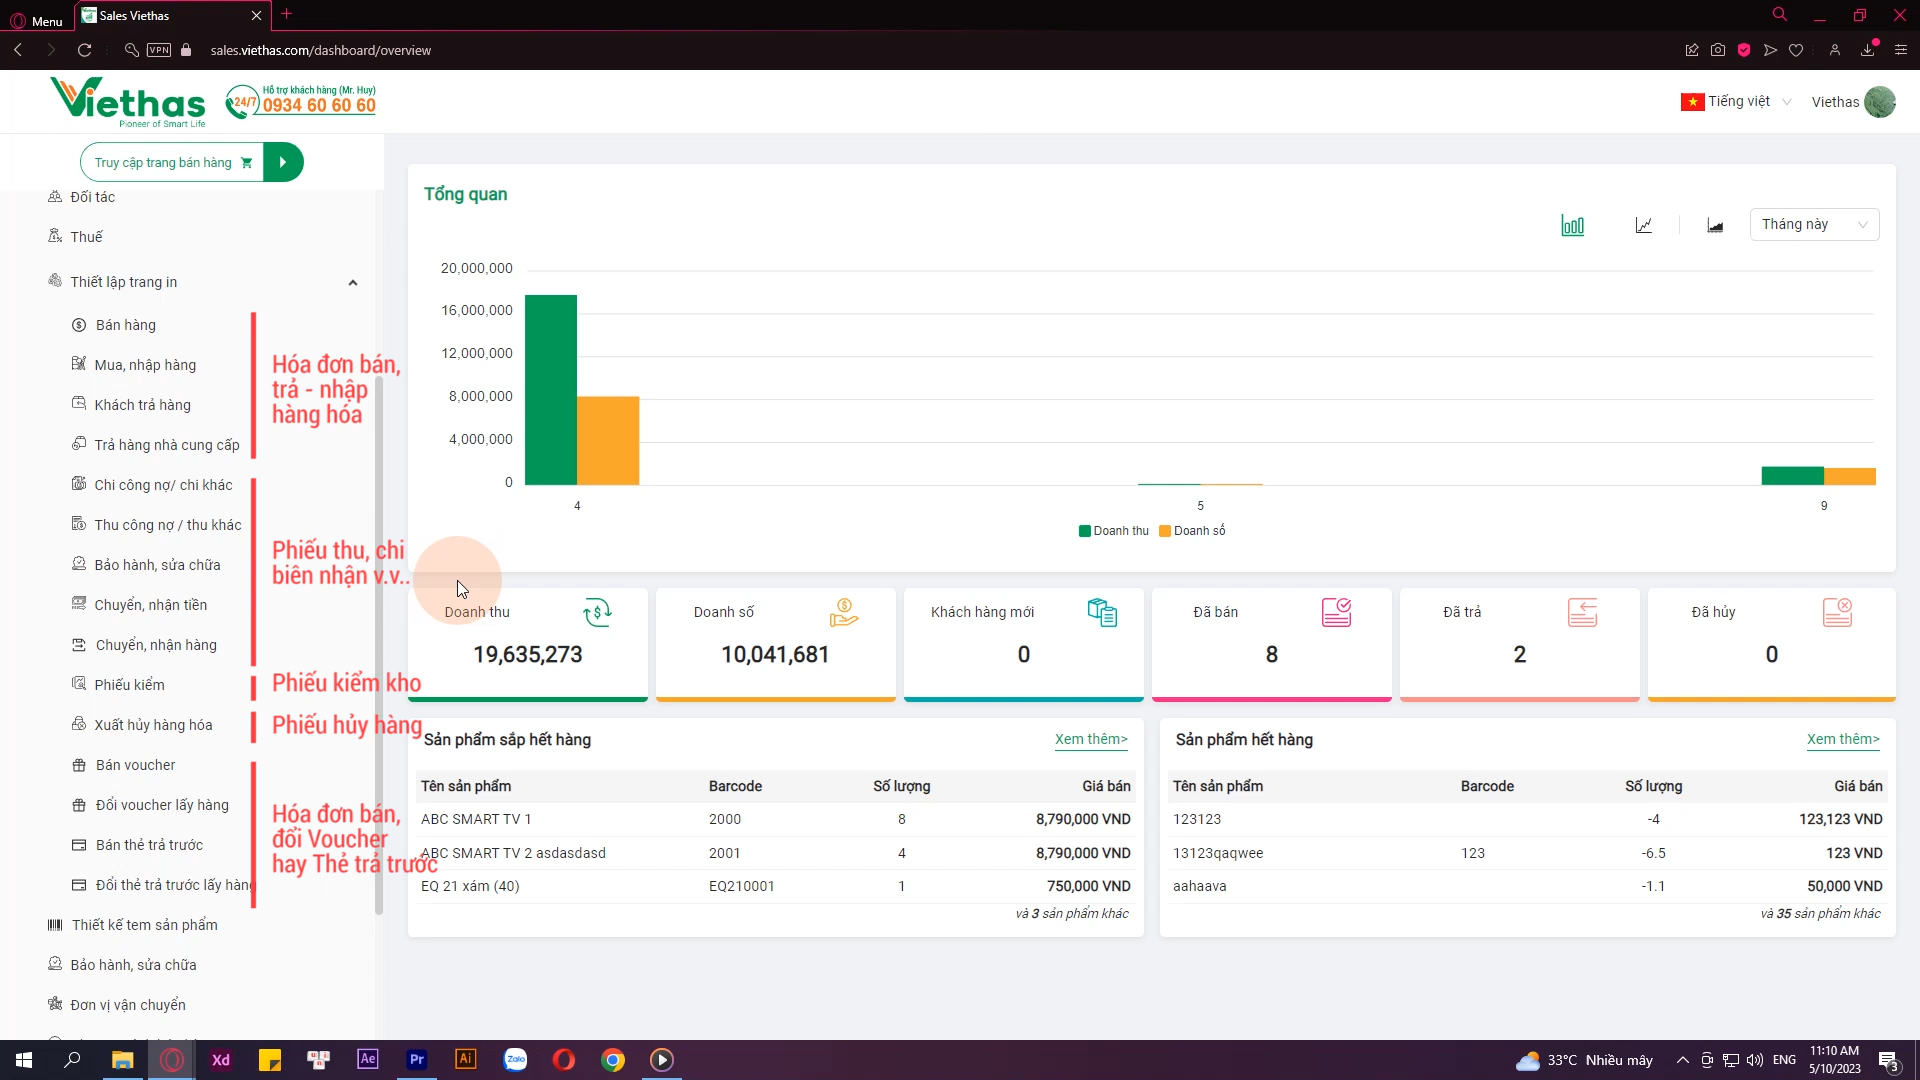 Menu
Sales Viethas
VPN
sales.viethas.com/dashboard/overview
Viethas
Pioneer of Smart Life
24/7
Hỗ trợ khách hàng (Mr. Huy)
0934 60 60 60
Tiếng việt
Viethas
Truy cập trang bán hàng
Đối tác
Thuế
Thiết lập trang in
Bán hàng
Mua, nhập hàng
Khách trả hàng
Trả hàng nhà cung cấp
Hóa đơn bán,
trả - nhập
hàng hóa
Chi công nợ/ chi khác
Thu công nợ / thu khác
Bảo hành, sửa chữa
Chuyển, nhận tiền
Chuyển, nhận hàng
Phiếu thu, chi
biên nhận v.v..
Phiếu kiểm
Phiếu kiểm kho
Xuất hủy hàng hóa
Phiếu hủy hàng
Bán voucher
Đổi voucher lấy hàng
Bán thẻ trả trước
Đổi thẻ trả trước lấy hàng
Hóa đơn bán,
đổi Voucher
hay Thẻ trả trước
Thiết kế tem sản phẩm
Bảo hành, sửa chữa
Đơn vị vận chuyển
Tổng quan
Tháng này
20,000,000
16,000,000
12,000,000
8,000,000
4,000,000
0
4 5 9
Doanh thu Doanh số
Doanh thu
19,635,273
Doanh số
10,041,681
Khách hàng mới
0
Đã bán
8
Đã trả
2
Đã hủy
0
Sản phẩm sắp hết hàng Xem thêm>
Tên sản phẩm Barcode Số lượng Giá bán
ABC SMART TV 1 2000 8 8,790,000 VND
ABC SMART TV 2 asdasdasd 2001 4 8,790,000 VND
EQ 21 xám (40) EQ210001 1 750,000 VND
và 3 sản phẩm khác
Sản phẩm hết hàng Xem thêm>
Tên sản phẩm Barcode Số lượng Giá bán
123123 -4 123,123 VND
13123qaqwee 123 -6.5 123 VND
aahaava -1.1 50,000 VND
và 35 sản phẩm khác
Xd
Ae
Pr
Ai
Zalo
33°C Nhiều mây
ENG
11:10 AM
5/10/2023
3